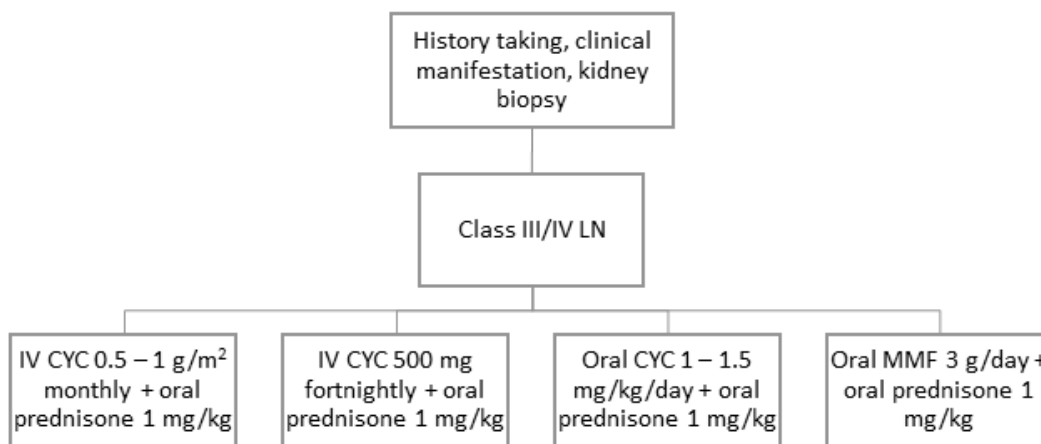 History taking, clinical
manifestation, kidney
biopsy
Class III/IV LN
IV CYC 0.5 – 1 g/m²
monthly + oral
prednisone 1 mg/kg
IV CYC 500 mg
fortnightly + oral
prednisone 1 mg/kg
Oral CYC 1 – 1.5
mg/kg/day + oral
prednisone 1 mg/kg
Oral MMF 3 g/day +
oral prednisone 1
mg/kg